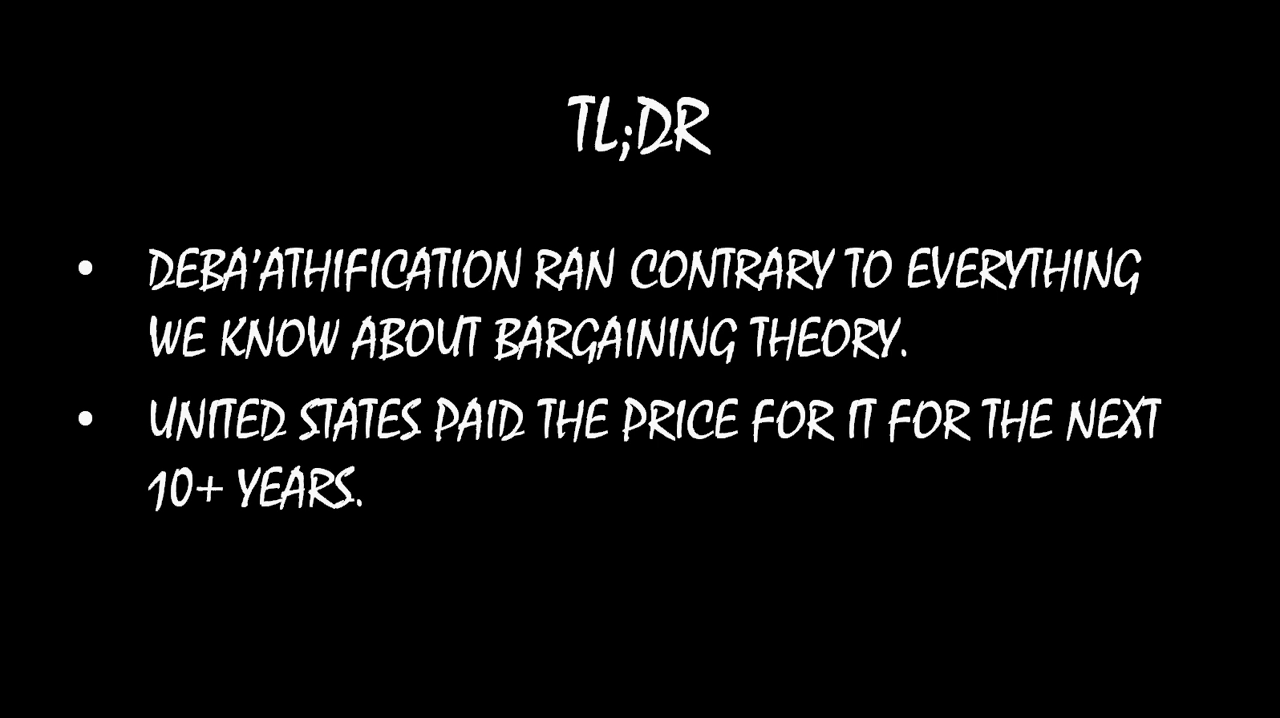 TL;DR
• DEBA'ATHIFICATION RAN CONTRARY TO EVERYTHING
WE KNOW ABOUT BARGAINING THEORY.
• UNITED STATES PAID THE PRICE FOR IT FOR THE NEXT
10+ YEARS.